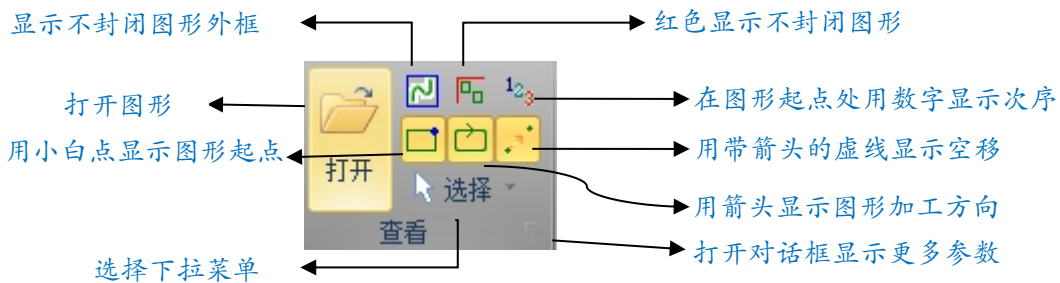 显示不封闭图形外框
红色显示不封闭图形
打开图形
123
在图形起点处用数字显示次序
用小白点显示图形起点
打开
用带箭头的虚线显示空移
选择
用箭头显示图形加工方向
查看
打开对话框显示更多参数
选择下拉菜单